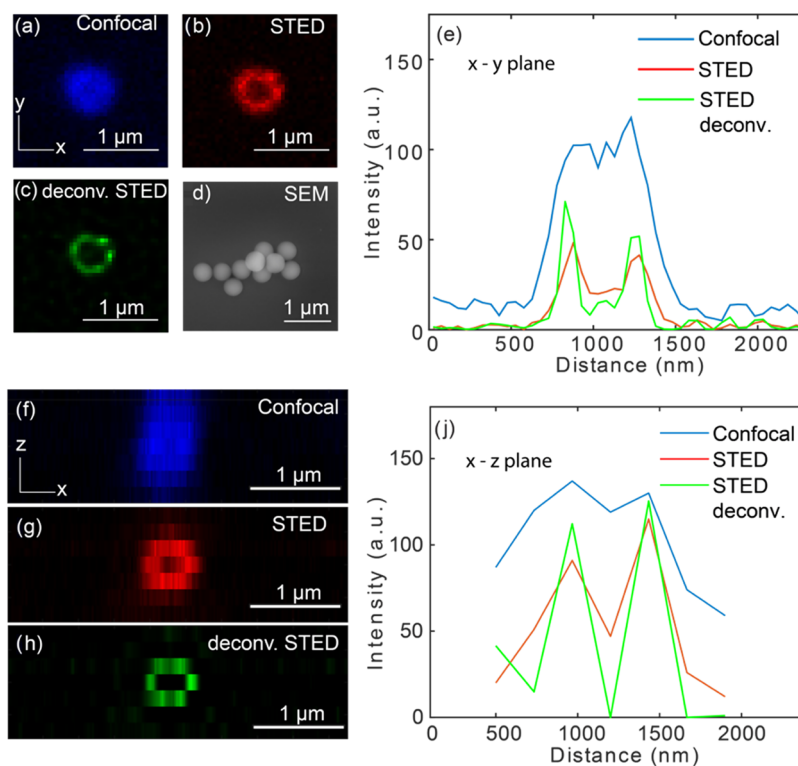 (a) Confocal
y
x
1 µm
(b) STED
1 µm
(c) deconv. STED
1 µm
d) SEM
1 µm
(e)
x - y plane
Confocal
STED
STED
deconv.
Intensity (a.u.)
150
100
50
0
0 500 1000 1500 2000
Distance (nm)
(f) Confocal
z
x
1 µm
(g) STED
1 µm
(h) deconv. STED
1 µm
(j)
x - z plane
Confocal
STED
STED
deconv.
Intensity (a.u.)
150
100
50
0
0 500 1000 1500 2000
Distance (nm)